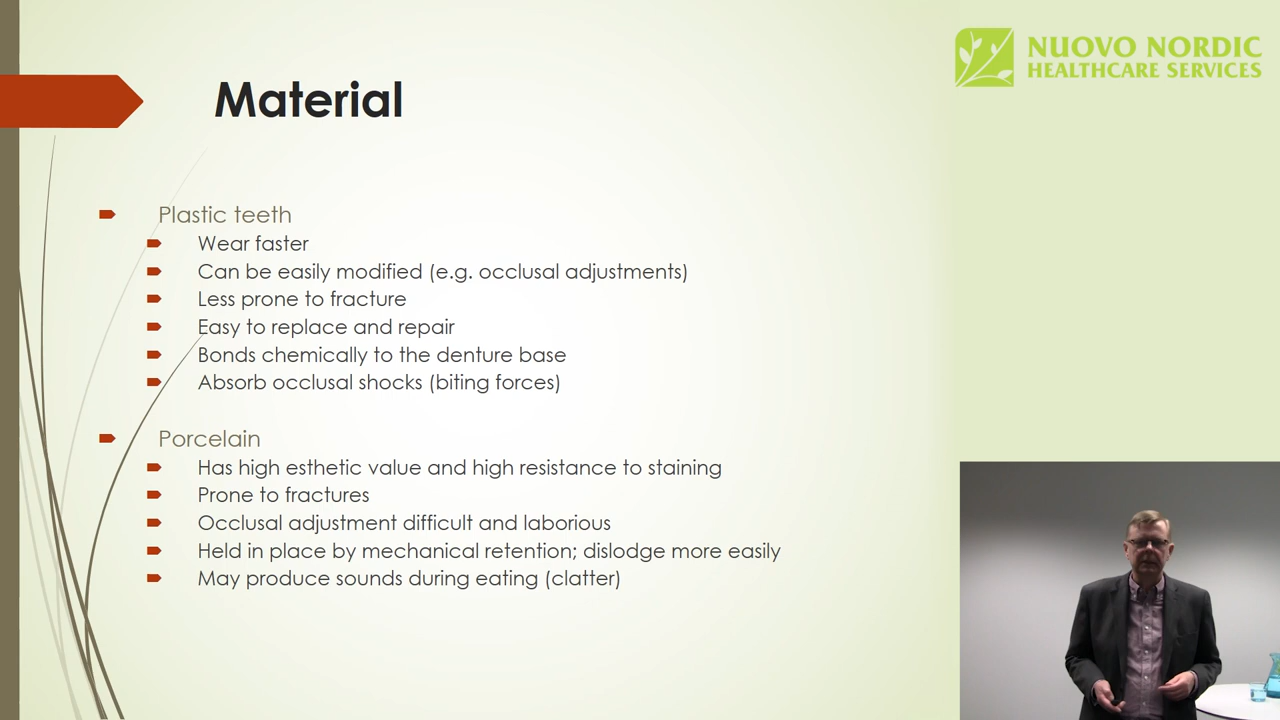 NUOVO NORDIC
HEALTHCARE SERVICES
Material
Plastic teeth
Wear faster
Can be easily modified (e.g. occlusal adjustments)
Less prone to fracture
Easy to replace and repair
Bonds chemically to the denture base
Absorb occlusal shocks (biting forces)
Porcelain
Has high esthetic value and high resistance to staining
Prone to fractures
Occlusal adjustment difficult and laborious
Held in place by mechanical retention; dislodge more easily
May produce sounds during eating (clatter)